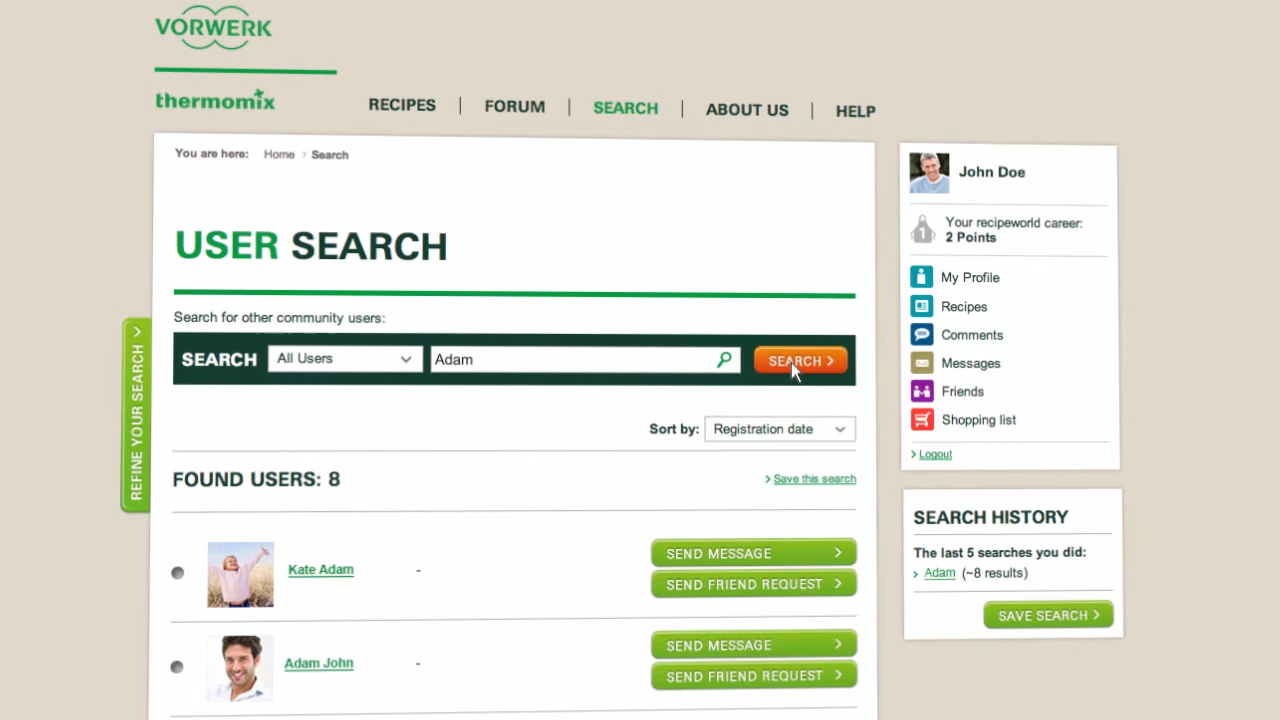 VORWERK
thermomix
RECIPES | FORUM | SEARCH | ABOUT US | HELP
You are here: Home › Search
USER SEARCH
Search for other community users:
SEARCH All Users Adam SEARCH >
REFINE YOUR SEARCH >
Sort by: Registration date
FOUND USERS: 8
> Save this search
Kate Adam -
SEND MESSAGE >
SEND FRIEND REQUEST >
Adam John -
SEND MESSAGE >
SEND FRIEND REQUEST >
John Doe
1
Your recipeworld career:
2 Points
My Profile
Recipes
Comments
Messages
Friends
Shopping list
> Logout
SEARCH HISTORY
The last 5 searches you did:
> Adam (~8 results)
SAVE SEARCH >